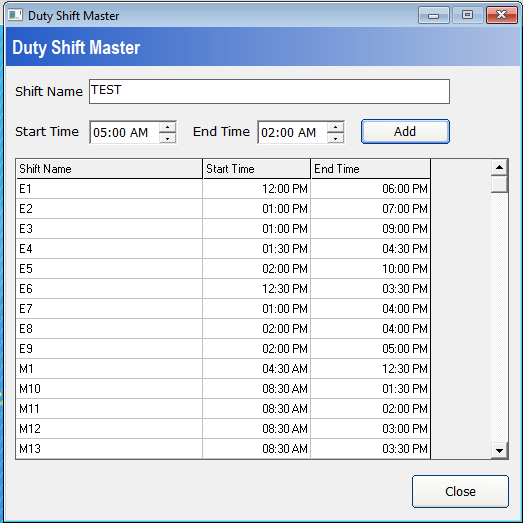 Duty Shift Master
Duty Shift Master
Shift Name TEST
Start Time 05:00 AM End Time 02:00 AM Add
Shift Name Start Time End Time
E1 12:00 PM 06:00 PM
E2 01:00 PM 07:00 PM
E3 01:00 PM 09:00 PM
E4 01:30 PM 04:30 PM
E5 02:00 PM 10:00 PM
E6 12:30 PM 03:30 PM
E7 01:00 PM 04:00 PM
E8 02:00 PM 04:00 PM
E9 02:00 PM 05:00 PM
M1 04:30 AM 12:30 PM
M10 08:30 AM 01:30 PM
M11 08:30 AM 02:00 PM
M12 08:30 AM 03:00 PM
M13 08:30 AM 03:30 PM
Close